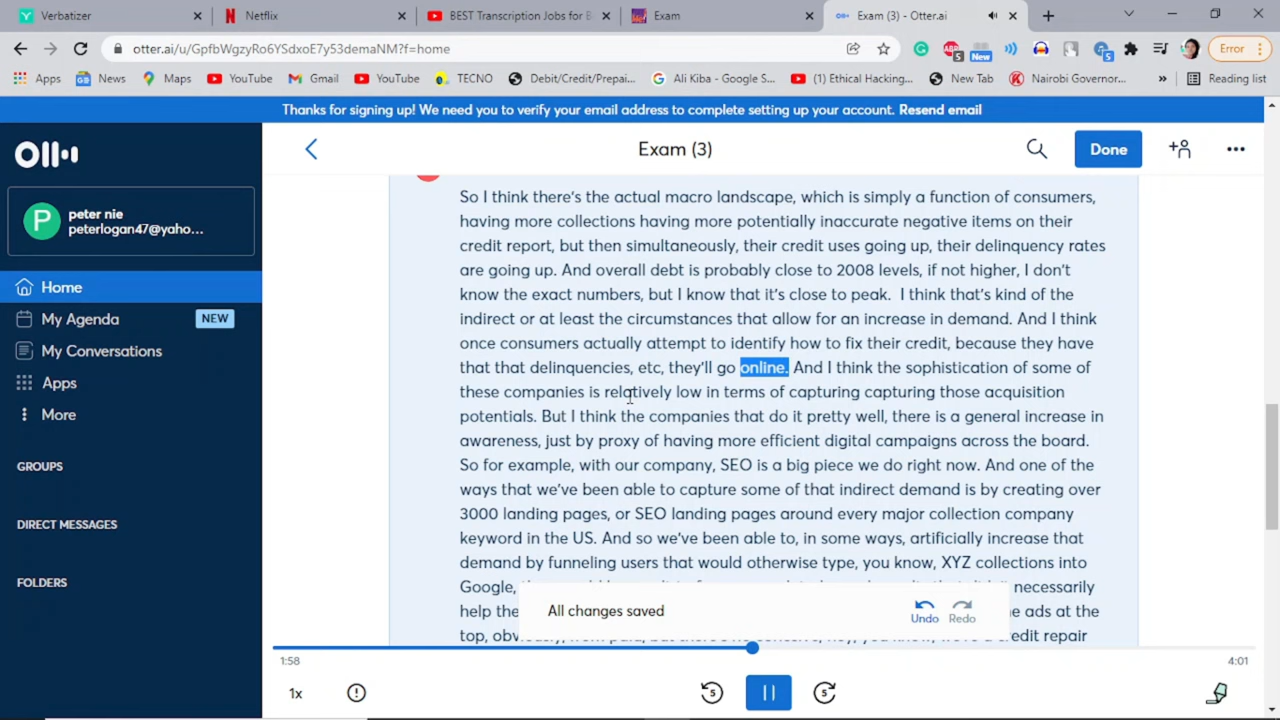 Verbatizer
Netflix
BEST Transcription Jobs for B
Exam
Exam (3) - Otter.ai
otter.ai/u/GpfbWgzyRo6YSdxoE7y53demaNM?f=home
5
New
5
Error
Apps
News
Maps
YouTube
Gmail
YouTube
TECNO
Debit/Credit/Prepai...
Ali Kiba - Google S...
(1) Ethical Hacking...
New Tab
Nairobi Governor...
»
Reading list
Thanks for signing up! We need you to verify your email address to complete setting up your account. Resend email
Exam (3)
Done
P
peter nie
peterlogan47@yaho...
Home
My Agenda
NEW
My Conversations
Apps
More
GROUPS
DIRECT MESSAGES
FOLDERS
So I think there's the actual macro landscape, which is simply a function of consumers,
having more collections having more potentially inaccurate negative items on their
credit report, but then simultaneously, their credit uses going up, their delinquency rates
are going up. And overall debt is probably close to 2008 levels, if not higher, I don't
know the exact numbers, but I know that it's close to peak. I think that's kind of the
indirect or at least the circumstances that allow for an increase in demand. And I think
once consumers actually attempt to identify how to fix their credit, because they have
that that delinquencies, etc, they'll go online. And I think the sophistication of some of
these companies is relatively low in terms of capturing capturing those acquisition
potentials. But I think the companies that do it pretty well, there is a general increase in
awareness, just by proxy of having more efficient digital campaigns across the board.
So for example, with our company, SEO is a big piece we do right now. And one of the
ways that we've been able to capture some of that indirect demand is by creating over
3000 landing pages, or SEO landing pages around every major collection company
keyword in the US. And so we've been able to, in some ways, artificially increase that
demand by funneling users that would otherwise type, you know, XYZ collections into
Google, necessarily
help the ads at the
top, credit repair
All changes saved
Undo
Redo
1:58
4:01
1x
5
5